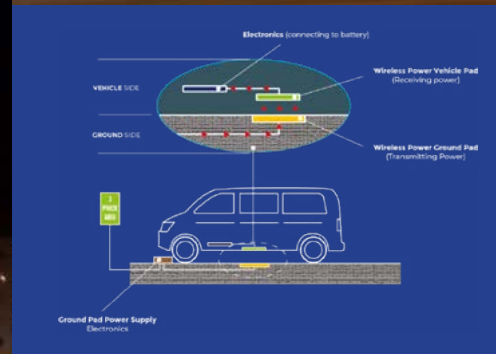 Electronics (connecting to battery)
Wireless Power Vehicle Pad
(Receiving power)
VEHICLE SIDE
GROUND SIDE
Wireless Power Ground Pad
(Transmitting Power)
3
Ground Pad Power Supply
Electronics